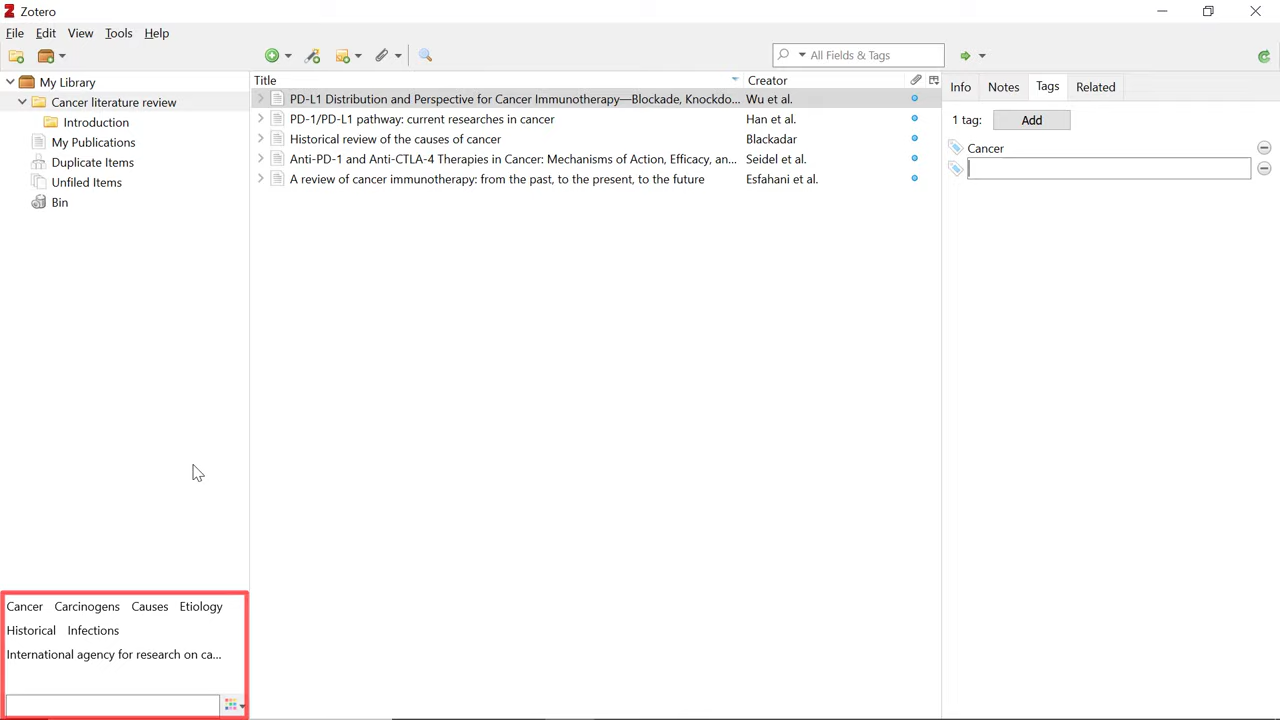 Zotero
File Edit View Tools Help
All Fields & Tags
My Library
Cancer literature review
Introduction
My Publications
Duplicate Items
Unfiled Items
Bin
Title Creator
PD-L1 Distribution and Perspective for Cancer Immunotherapy—Blockade, Knockdo... Wu et al.
PD-1/PD-L1 pathway: current researches in cancer Han et al.
Historical review of the causes of cancer Blackadar
Anti-PD-1 and Anti-CTLA-4 Therapies in Cancer: Mechanisms of Action, Efficacy, an... Seidel et al.
A review of cancer immunotherapy: from the past, to the present, to the future Esfahani et al.
Info Notes Tags Related
1 tag: Add
Cancer
Cancer Carcinogens Causes Etiology
Historical Infections
International agency for research on ca...